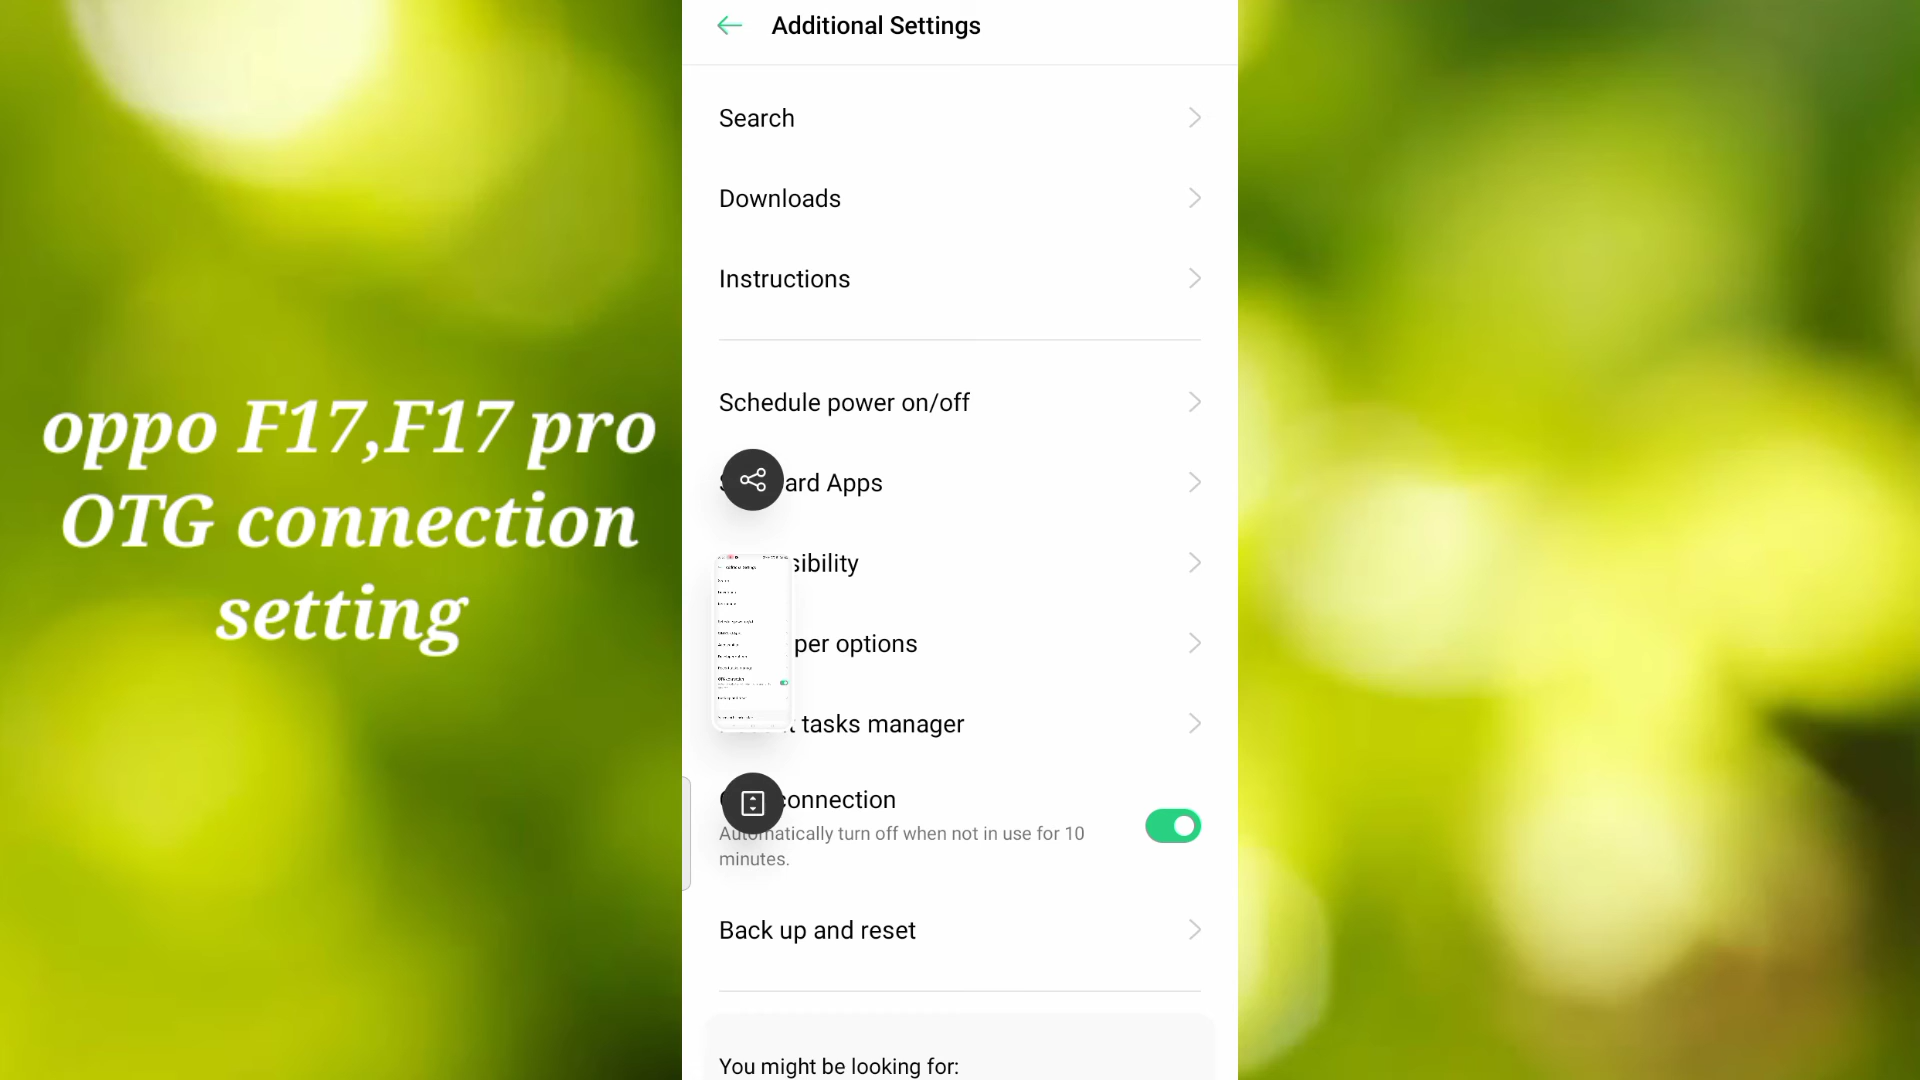 Additional Settings
Search
Downloads
Instructions
Schedule power on/off
ard Apps
sibility
per options
t tasks manager
connection
Automatically turn off when not in use for 10
minutes.
Back up and reset
You might be looking for:
oppo F17,F17 pro
OTG connection
setting